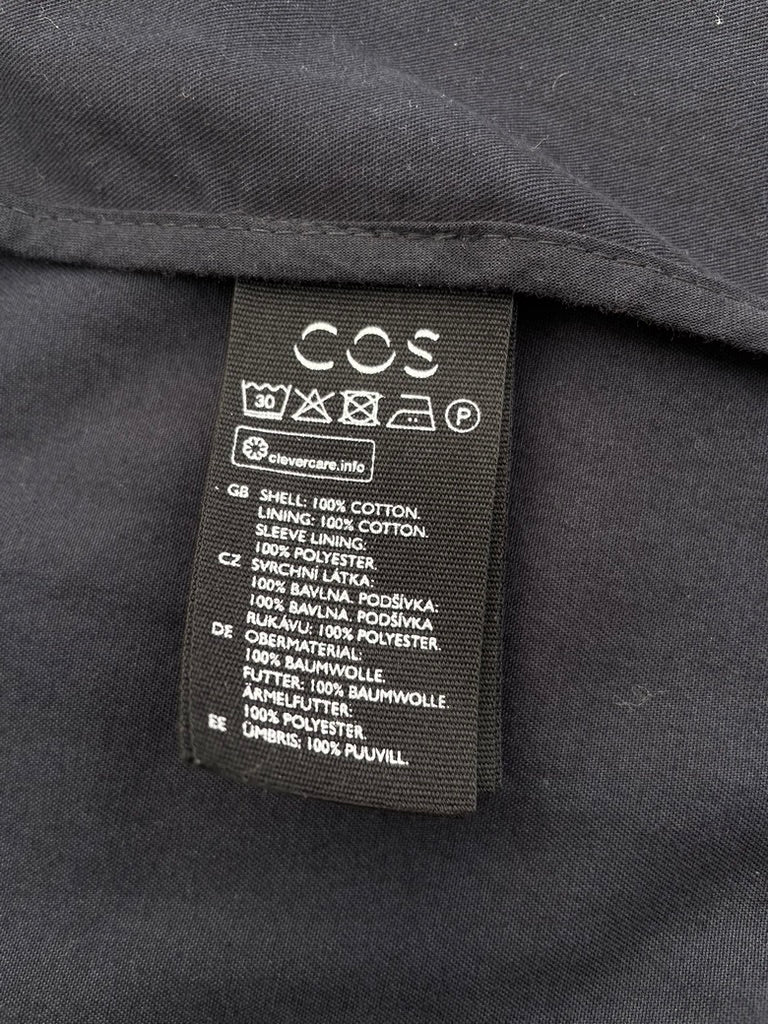 COS
30 P
clevercare.info
GB SHELL: 100% COTTON.
LINING: 100% COTTON.
SLEEVE LINING:
100% POLYESTER.
CZ SVRCHNÍ LÁTKA:
100% BAVLNA. PODŠÍVKA:
100% BAVLNA. PODŠÍVKA
RUKÁVU: 100% POLYESTER.
DE OBERMATERIAL:
100% BAUMWOLLE.
FUTTER: 100% BAUMWOLLE.
ÄRMELFUTTER:
100% POLYESTER.
EE ÜMBRIS: 100% PUUVILL.